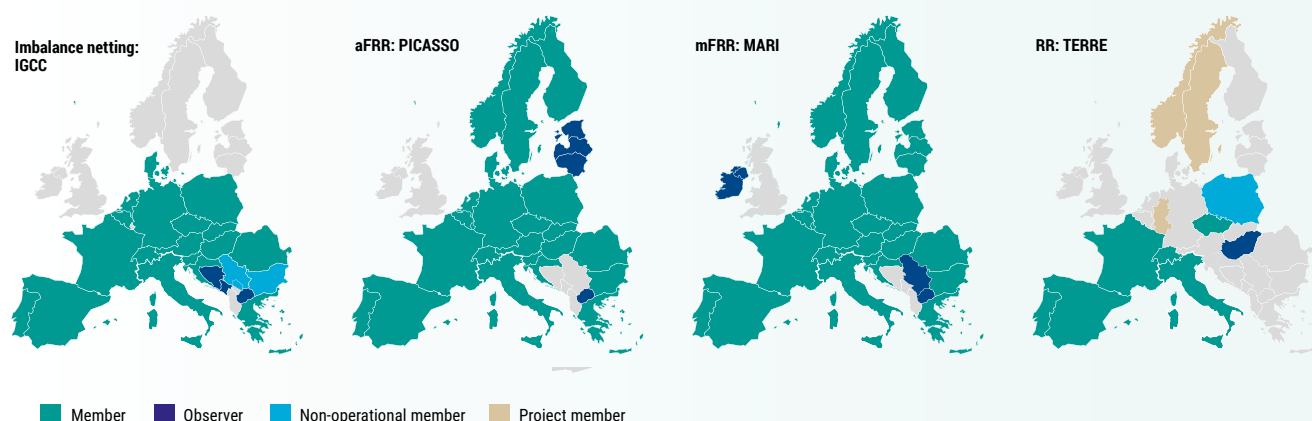 Imbalance netting:
IGCC
aFRR: PICASSO
mFRR: MARI
RR: TERRE
Member
Observer
Non-operational member
Project member